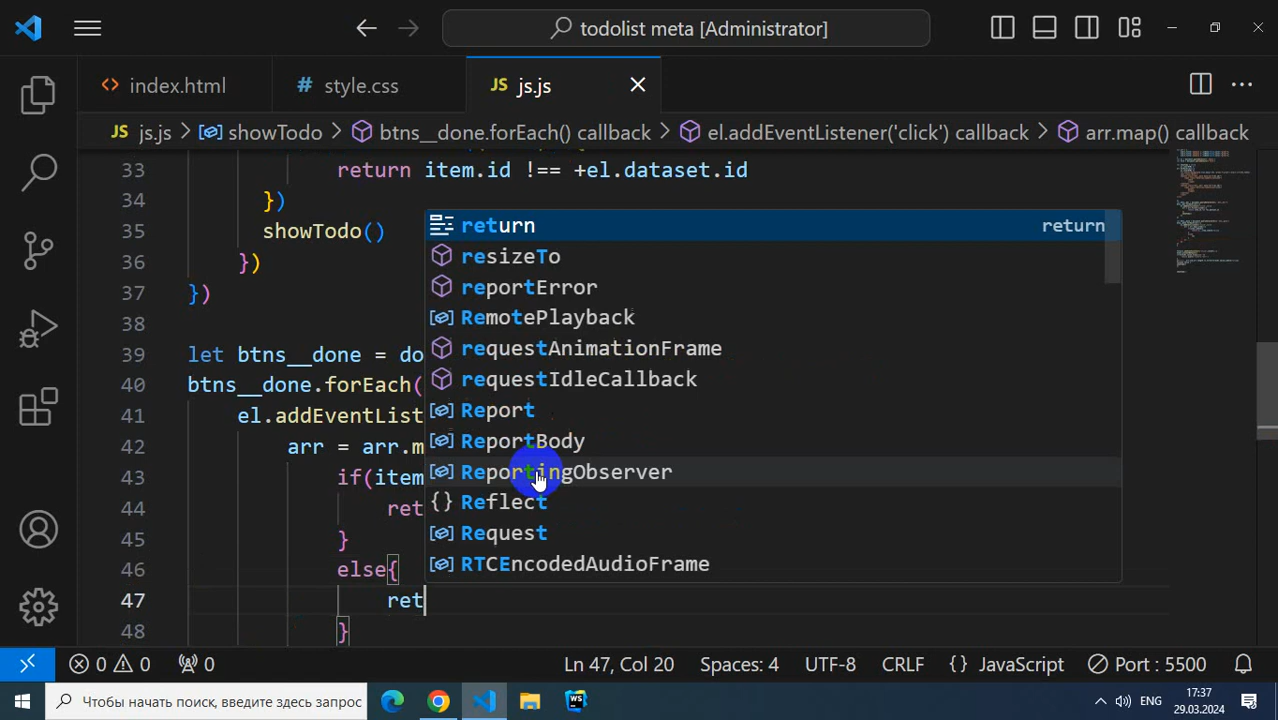 todolist meta [Administrator]
index.html
# style.css
JS js.js
JS js.js > showTodo > btns__done.forEach() callback > el.addEventListener('click') callback > arr.map() callback
33 return item.id !== +el.dataset.id
34 })
35 showTodo()
36 })
37 })
38
39 let btns__done = do
40 btns__done.forEach(
41 el.addEventList
42 arr = arr.m
43 if(item
44 ret
45 }
46 else{
47 ret
48 }
return return
resizeTo
reportError
RemotePlayback
requestAnimationFrame
requestIdleCallback
Report
ReportBody
ReportingObserver
{} Reflect
Request
RTCEncodedAudioFrame
0 0 0 Ln 47, Col 20 Spaces: 4 UTF-8 CRLF {} JavaScript Port : 5500
Чтобы начать поиск, введите здесь запрос
WS
ENG
17:37
29.03.2024